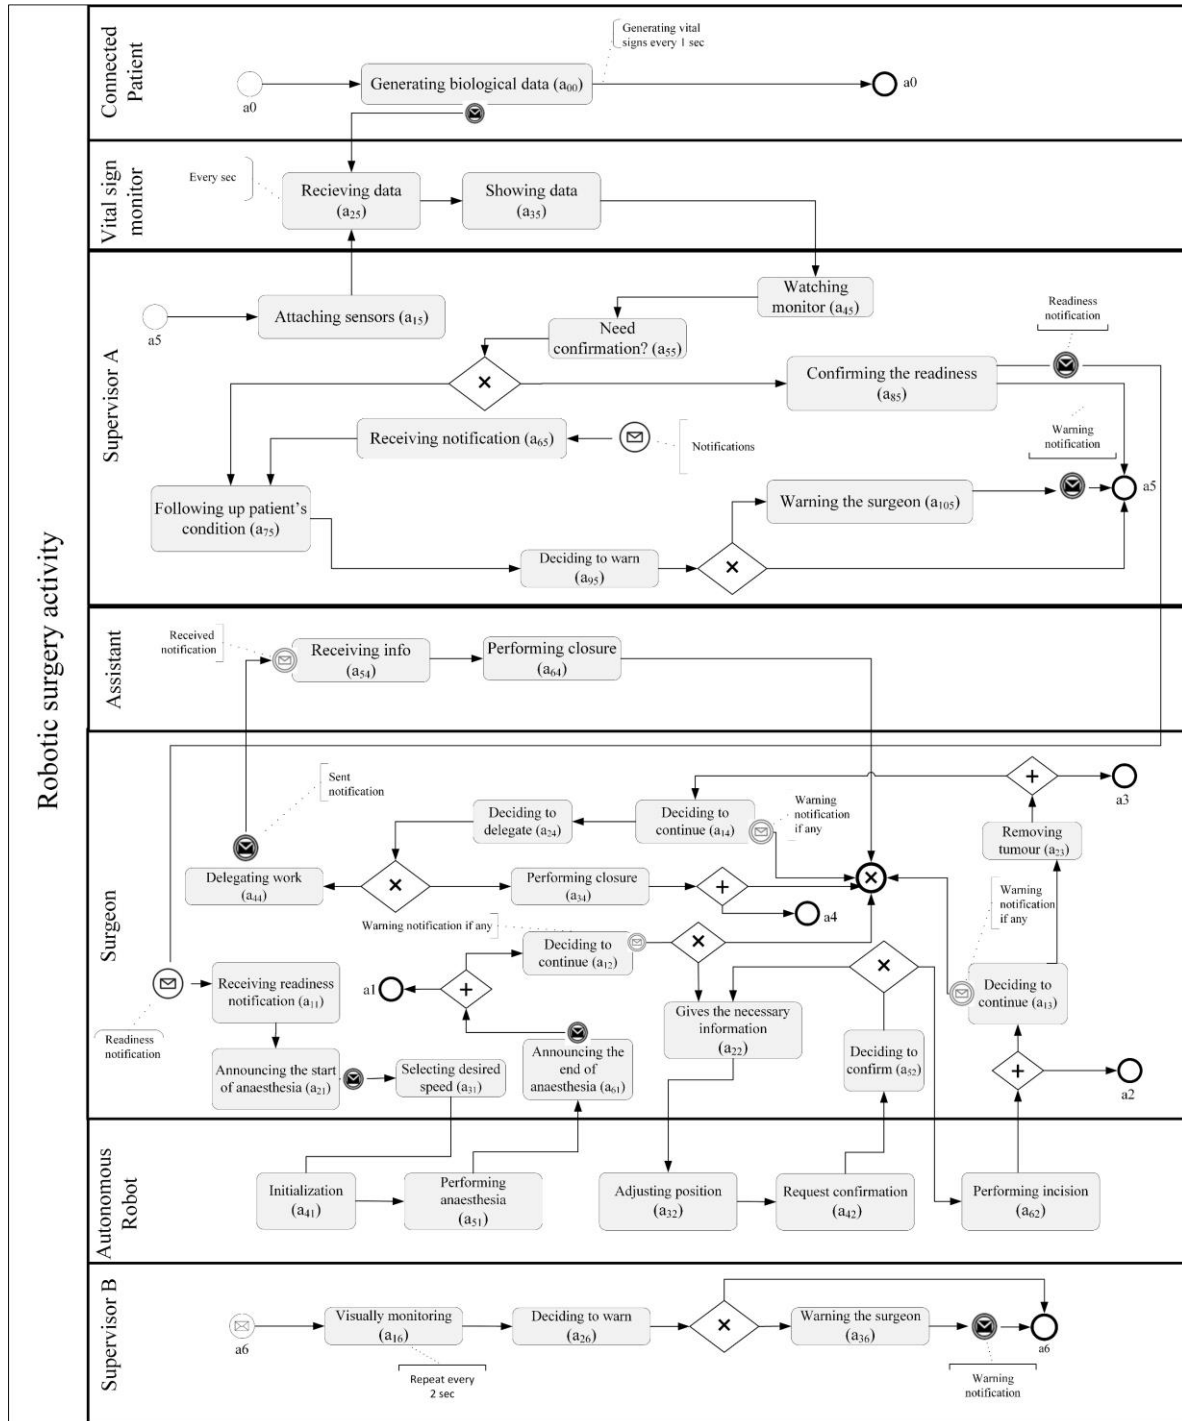 Robotic surgery activity
Connected
Patient
Generating vital
signs every 1 sec
Generating biological data (a00)
a0
a0
Vital sign
monitor
Every sec
Recieving data
(a25)
Showing data
(a35)
Supervisor A
a5
Attaching sensors (a15)
Watching
monitor (a45)
Need
confirmation? (a55)
Readiness
notification
Confirming the readiness
(a85)
Receiving notification (a65)
Notifications
Warning
notification
a5
Following up patient's
condition (a75)
Warning the surgeon (a105)
Deciding to warn
(a95)
Assistant
Received
notification
Receiving info
(a54)
Performing closure
(a64)
Surgeon
Sent
notification
Deciding to
delegate (a24)
Deciding to
continue (a14)
Warning
notification
if any
a3
Removing
tumour (a23)
Delegating work
(a44)
Performing closure
(a34)
a4
Warning
notification
if any
Warning notification if any
Deciding to
continue (a12)
a1
Deciding to
continue (a13)
Receiving readiness
notification (a11)
Readiness
notification
Gives the necessary
information
(a22)
Announcing the start
of anaesthesia (a21)
Selecting desired
speed (a31)
Announcing the
end of
anaesthesia (a61)
Deciding to
confirm (a52)
a2
Autonomous
Robot
Initialization
(a41)
Performing
anaesthesia
(a51)
Adjusting position
(a32)
Request confirmation
(a42)
Performing incision
(a62)
Supervisor B
a6
Visually monitoring
(a16)
Deciding to warn
(a26)
Warning the surgeon
(a36)
a6
Repeat every
2 sec
Warning
notification